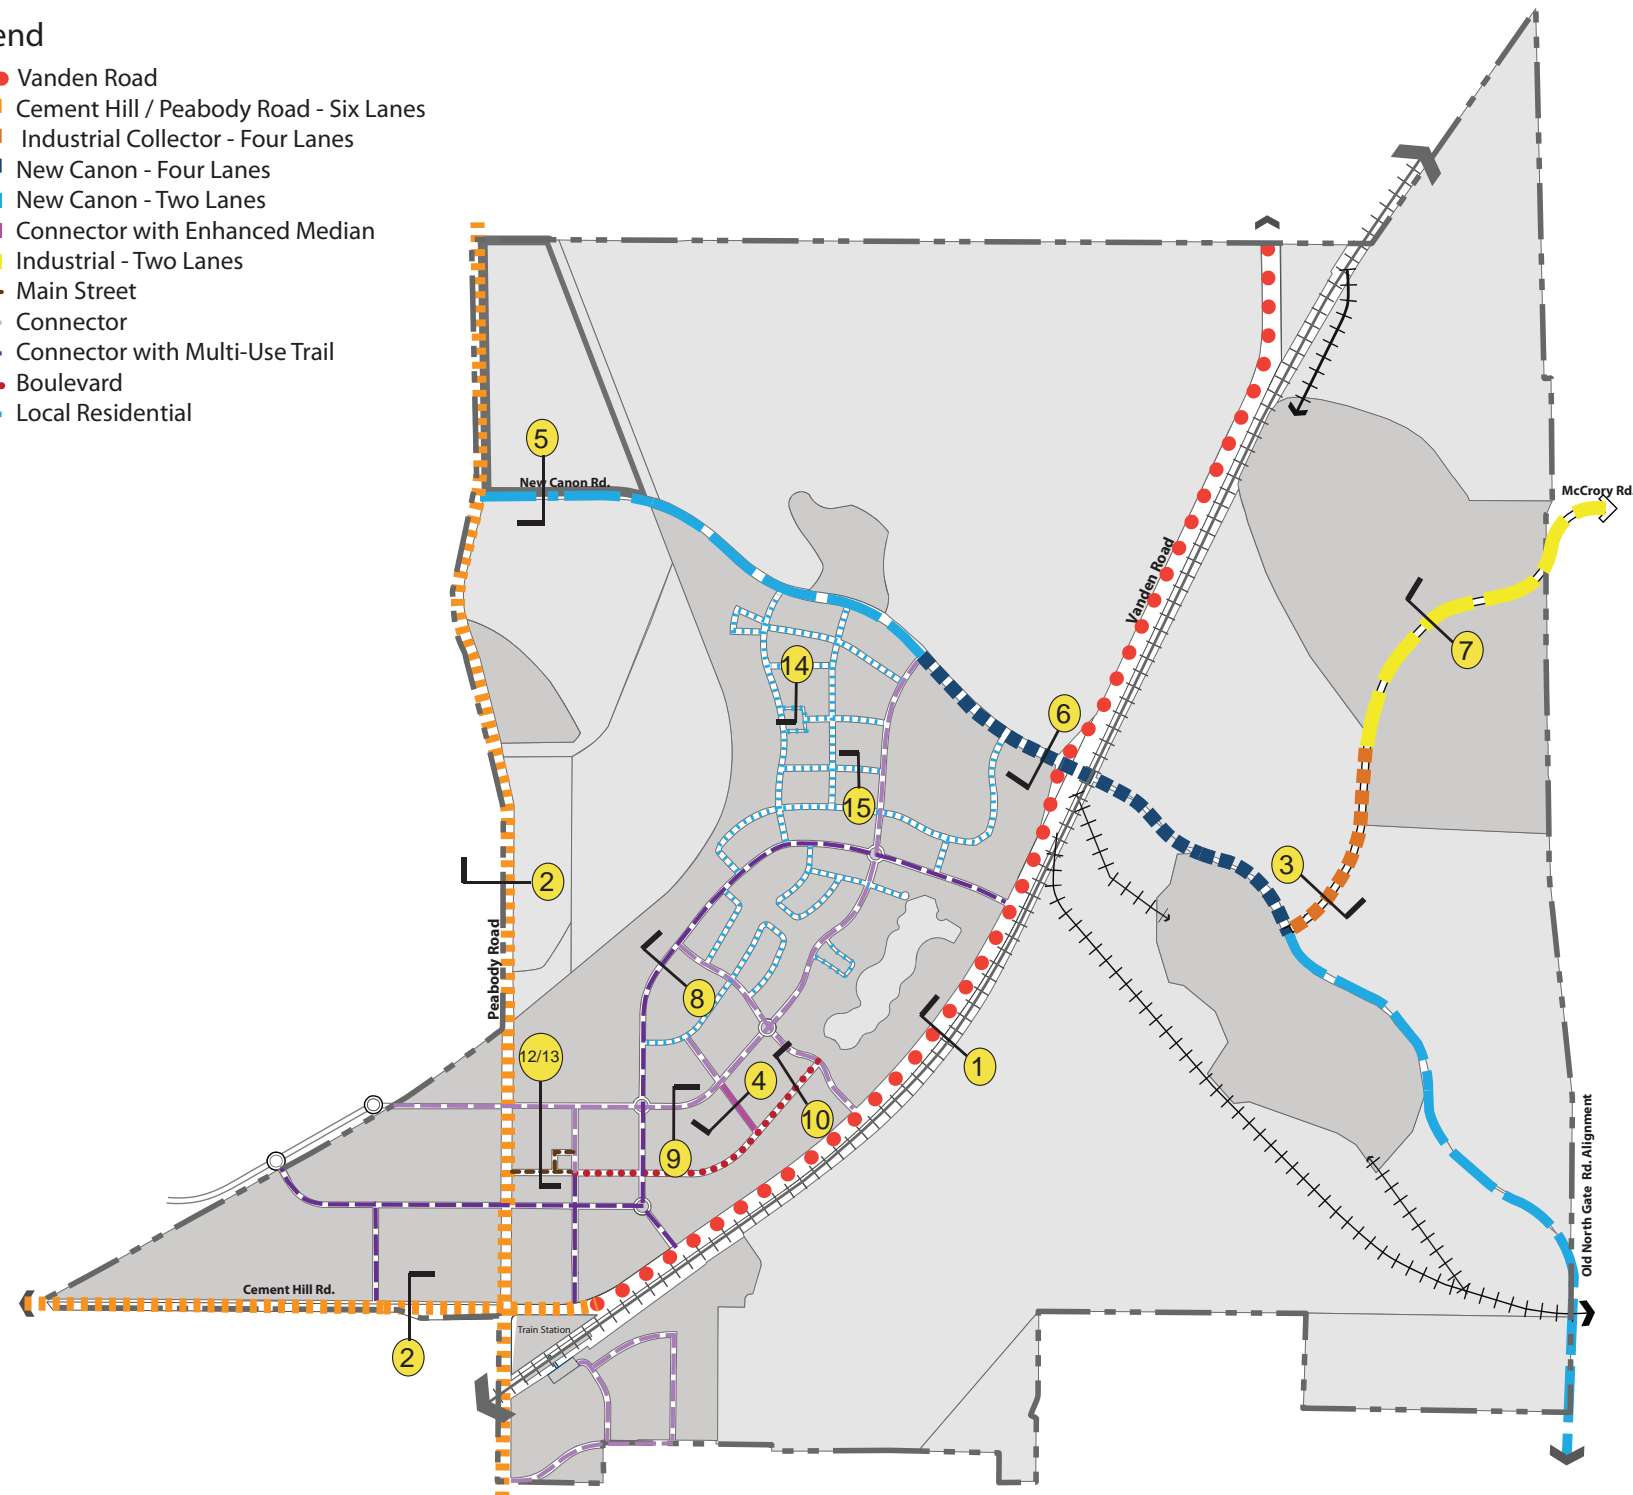 end
Vanden Road
Cement Hill / Peabody Road - Six Lanes
Industrial Collector - Four Lanes
New Canon - Four Lanes
New Canon - Two Lanes
Connector with Enhanced Median
Industrial - Two Lanes
Main Street
Connector
Connector with Multi-Use Trail
Boulevard
Local Residential
5
New Canon Rd.
McCrory Rd
Vanden Road
7
14
6
15
3
2
Peabody Road
8
12/13
1
4
10
9
Old North Gate Rd. Alignment
Cement Hill Rd.
Train Station
2